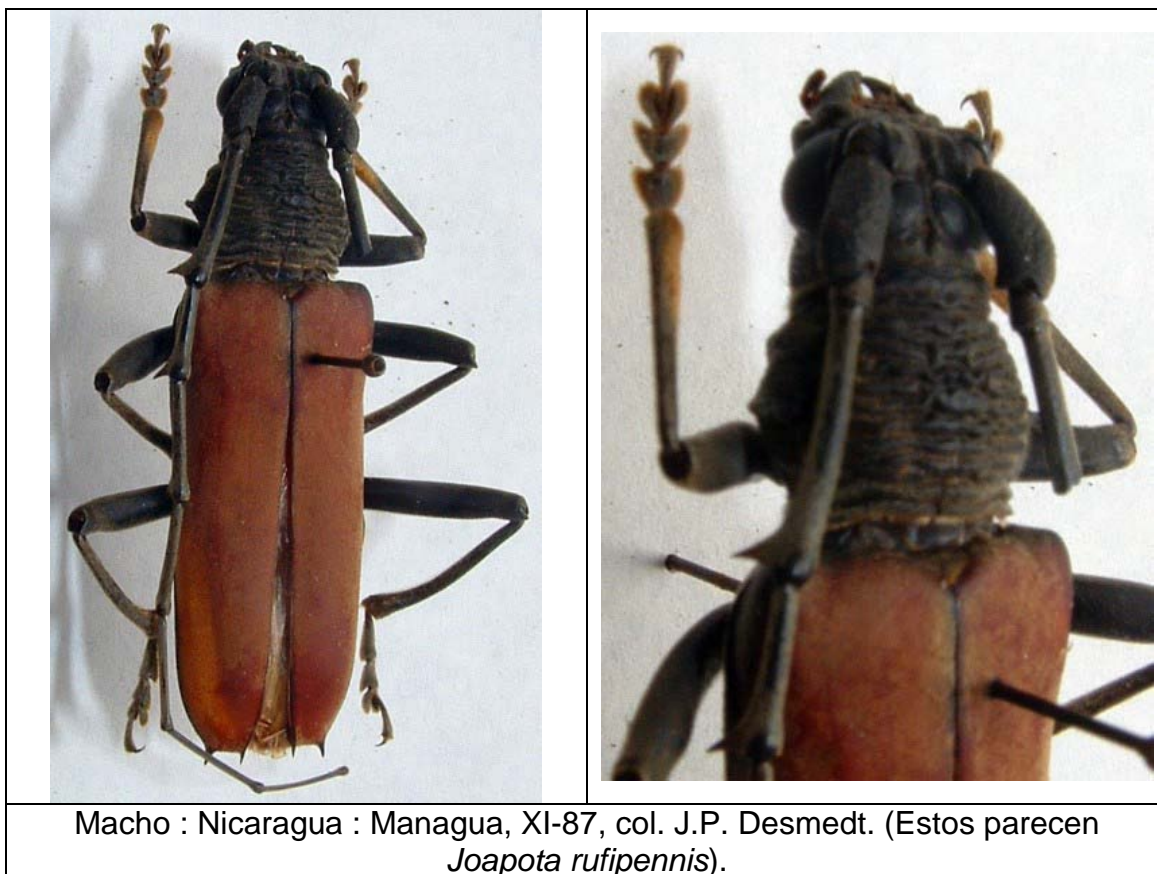 Macho : Nicaragua : Managua, XI-87, col. J.P. Desmedt. (Estos parecen
Joapota rufipennis).